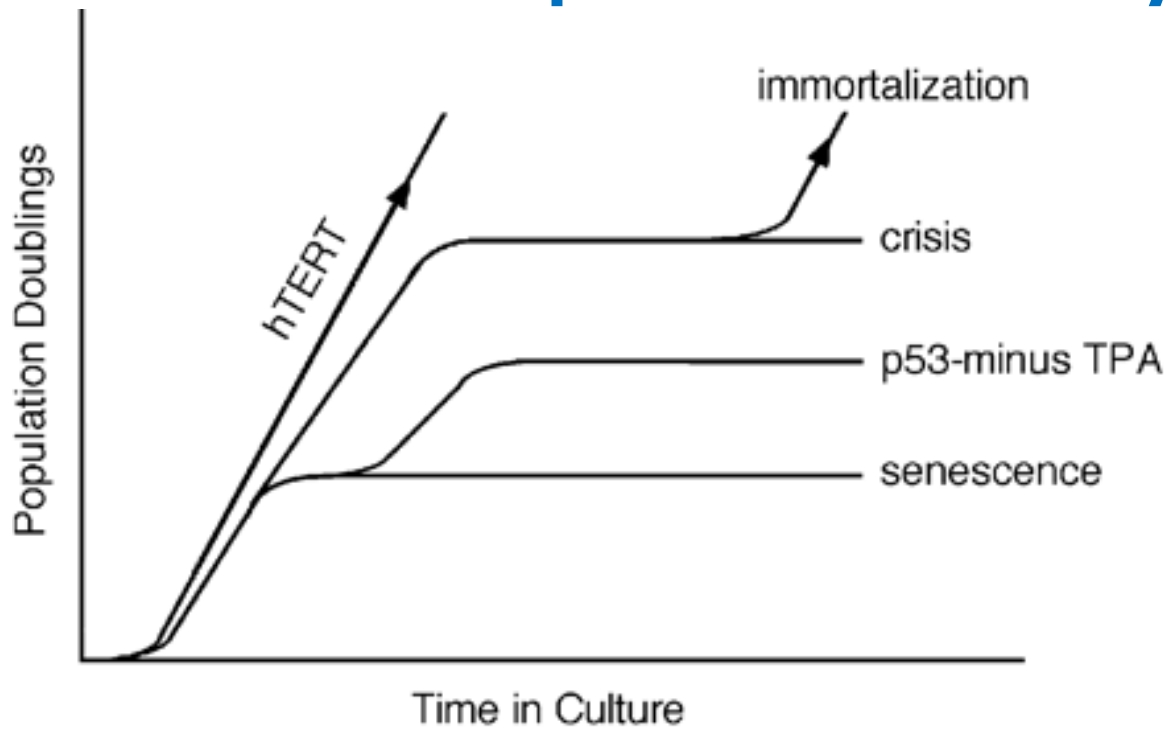 immortalization
crisis
p53-minus TPA
senescence
hTERT
Population Doublings
Time in Culture